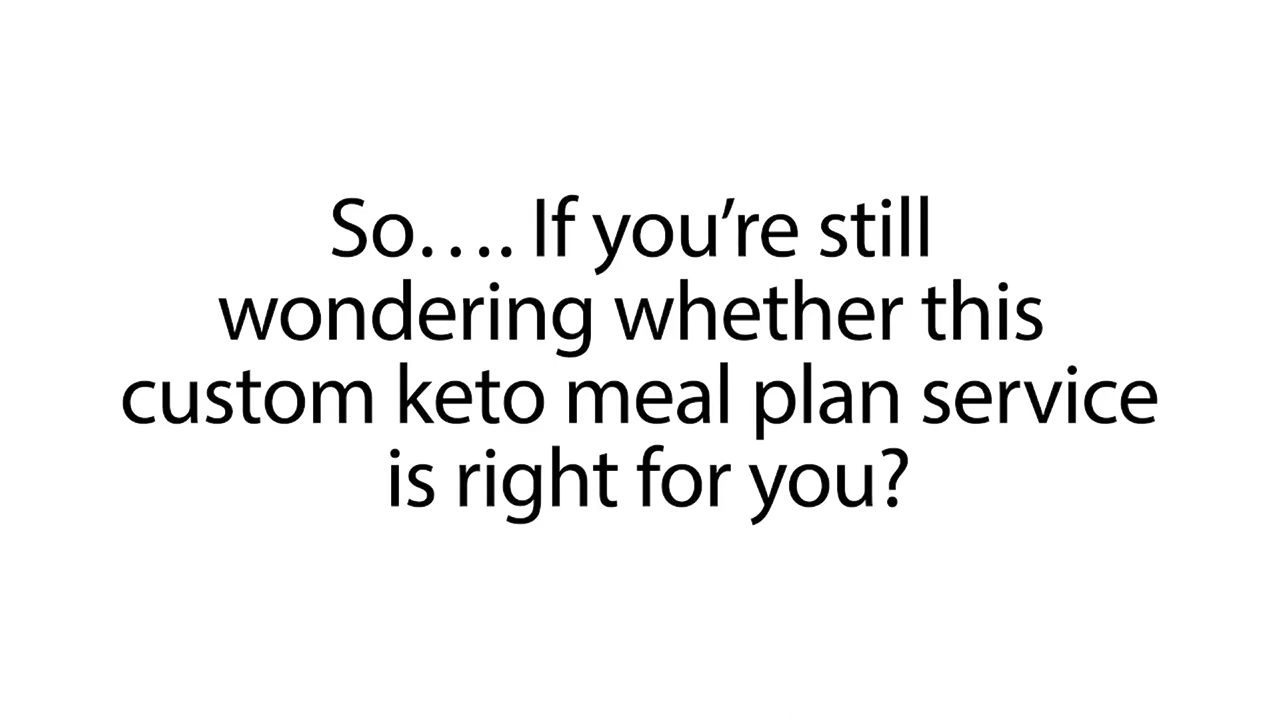 So…. If you’re still
wondering whether this
custom keto meal plan service
is right for you?